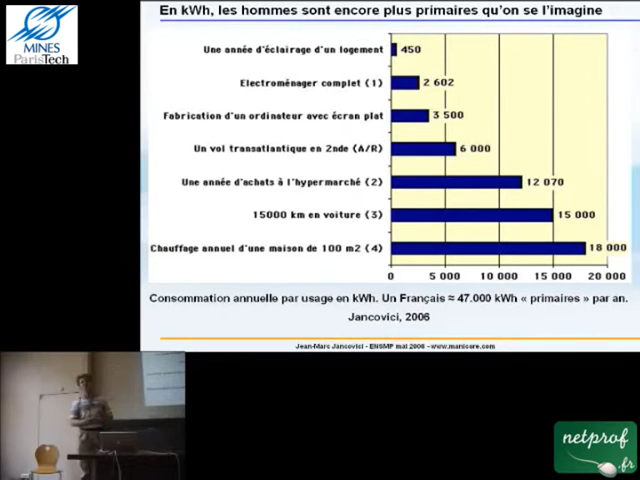 En kWh, les hommes sont encore plus primaires qu'on se l'imagine
MINES
ParisTech
Une année d'éclairage d'un logement 450
Electroménager complet (1) 2 602
Fabrication d'un ordinateur avec écran plat 3 500
Un vol transatlantique en 2nde (A/R) 6 000
Une année d'achats à l'hypermarché (2) 12 070
15000 km en voiture (3) 15 000
Chauffage annuel d'une maison de 100 m2 (4) 18 000
0 5 000 10 000 15 000 20 000
Consommation annuelle par usage en kWh. Un Français ≈ 47.000 kWh « primaires » par an.
Jancovici, 2006
Jean-Marc Jancovici - ENSMP mai 2008 - www.manicore.com
netprof
.fr